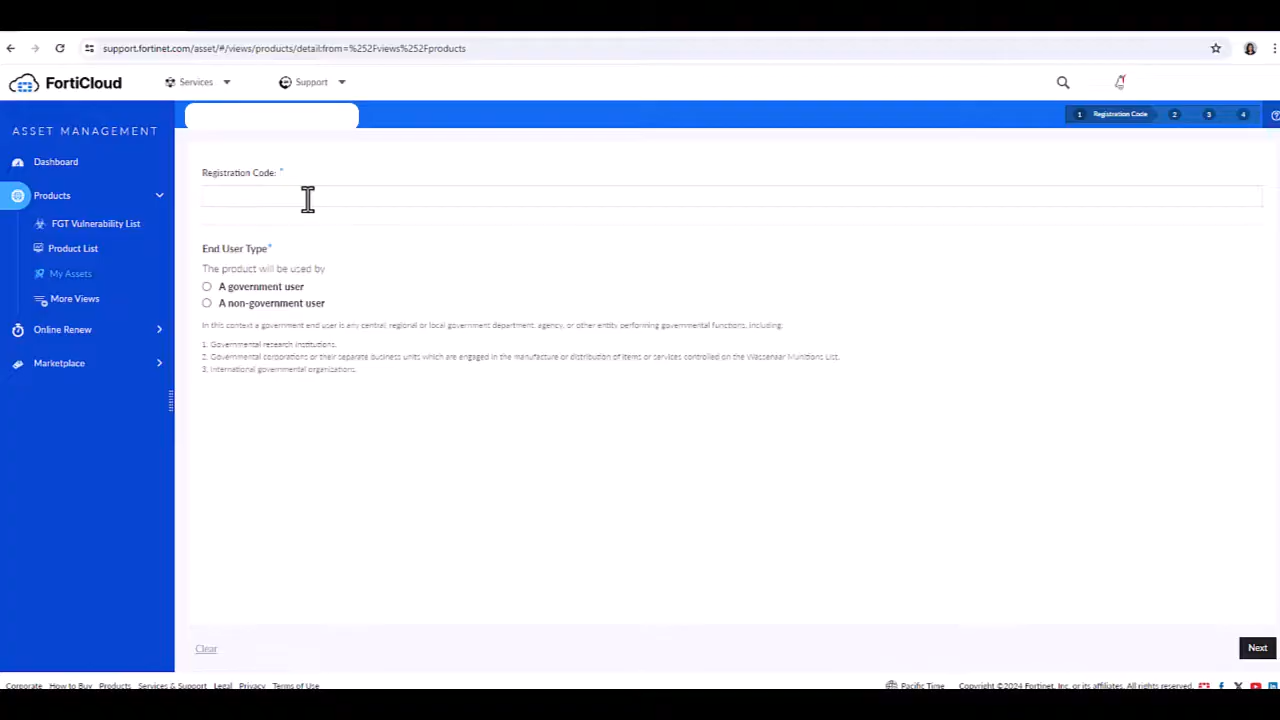 support.fortinet.com/asset/#/views/products/detail:from=%252Fviews%252Fproducts
FortiCloud
Services
Support
ASSET MANAGEMENT
1 Registration Code 2 3 4
Dashboard
Products
FGT Vulnerability List
Product List
My Assets
More Views
Online Renew
Marketplace
Registration Code: *
End User Type*
The product will be used by
A government user
A non-government user
In this context a government end user is any central, regional or local government department, agency, or other entity performing governmental functions, including:
1. Governmental research institutions.
2. Governmental corporations or their separate business units which are engaged in the manufacture or distribution of items or services controlled on the Wassenaar Munitions List.
3. International governmental organizations.
Clear
Next
Corporate How to Buy Products Services & Support Legal Privacy Terms of Use
Pacific Time Copyright ©2024 Fortinet, Inc. or its affiliates. All rights reserved.